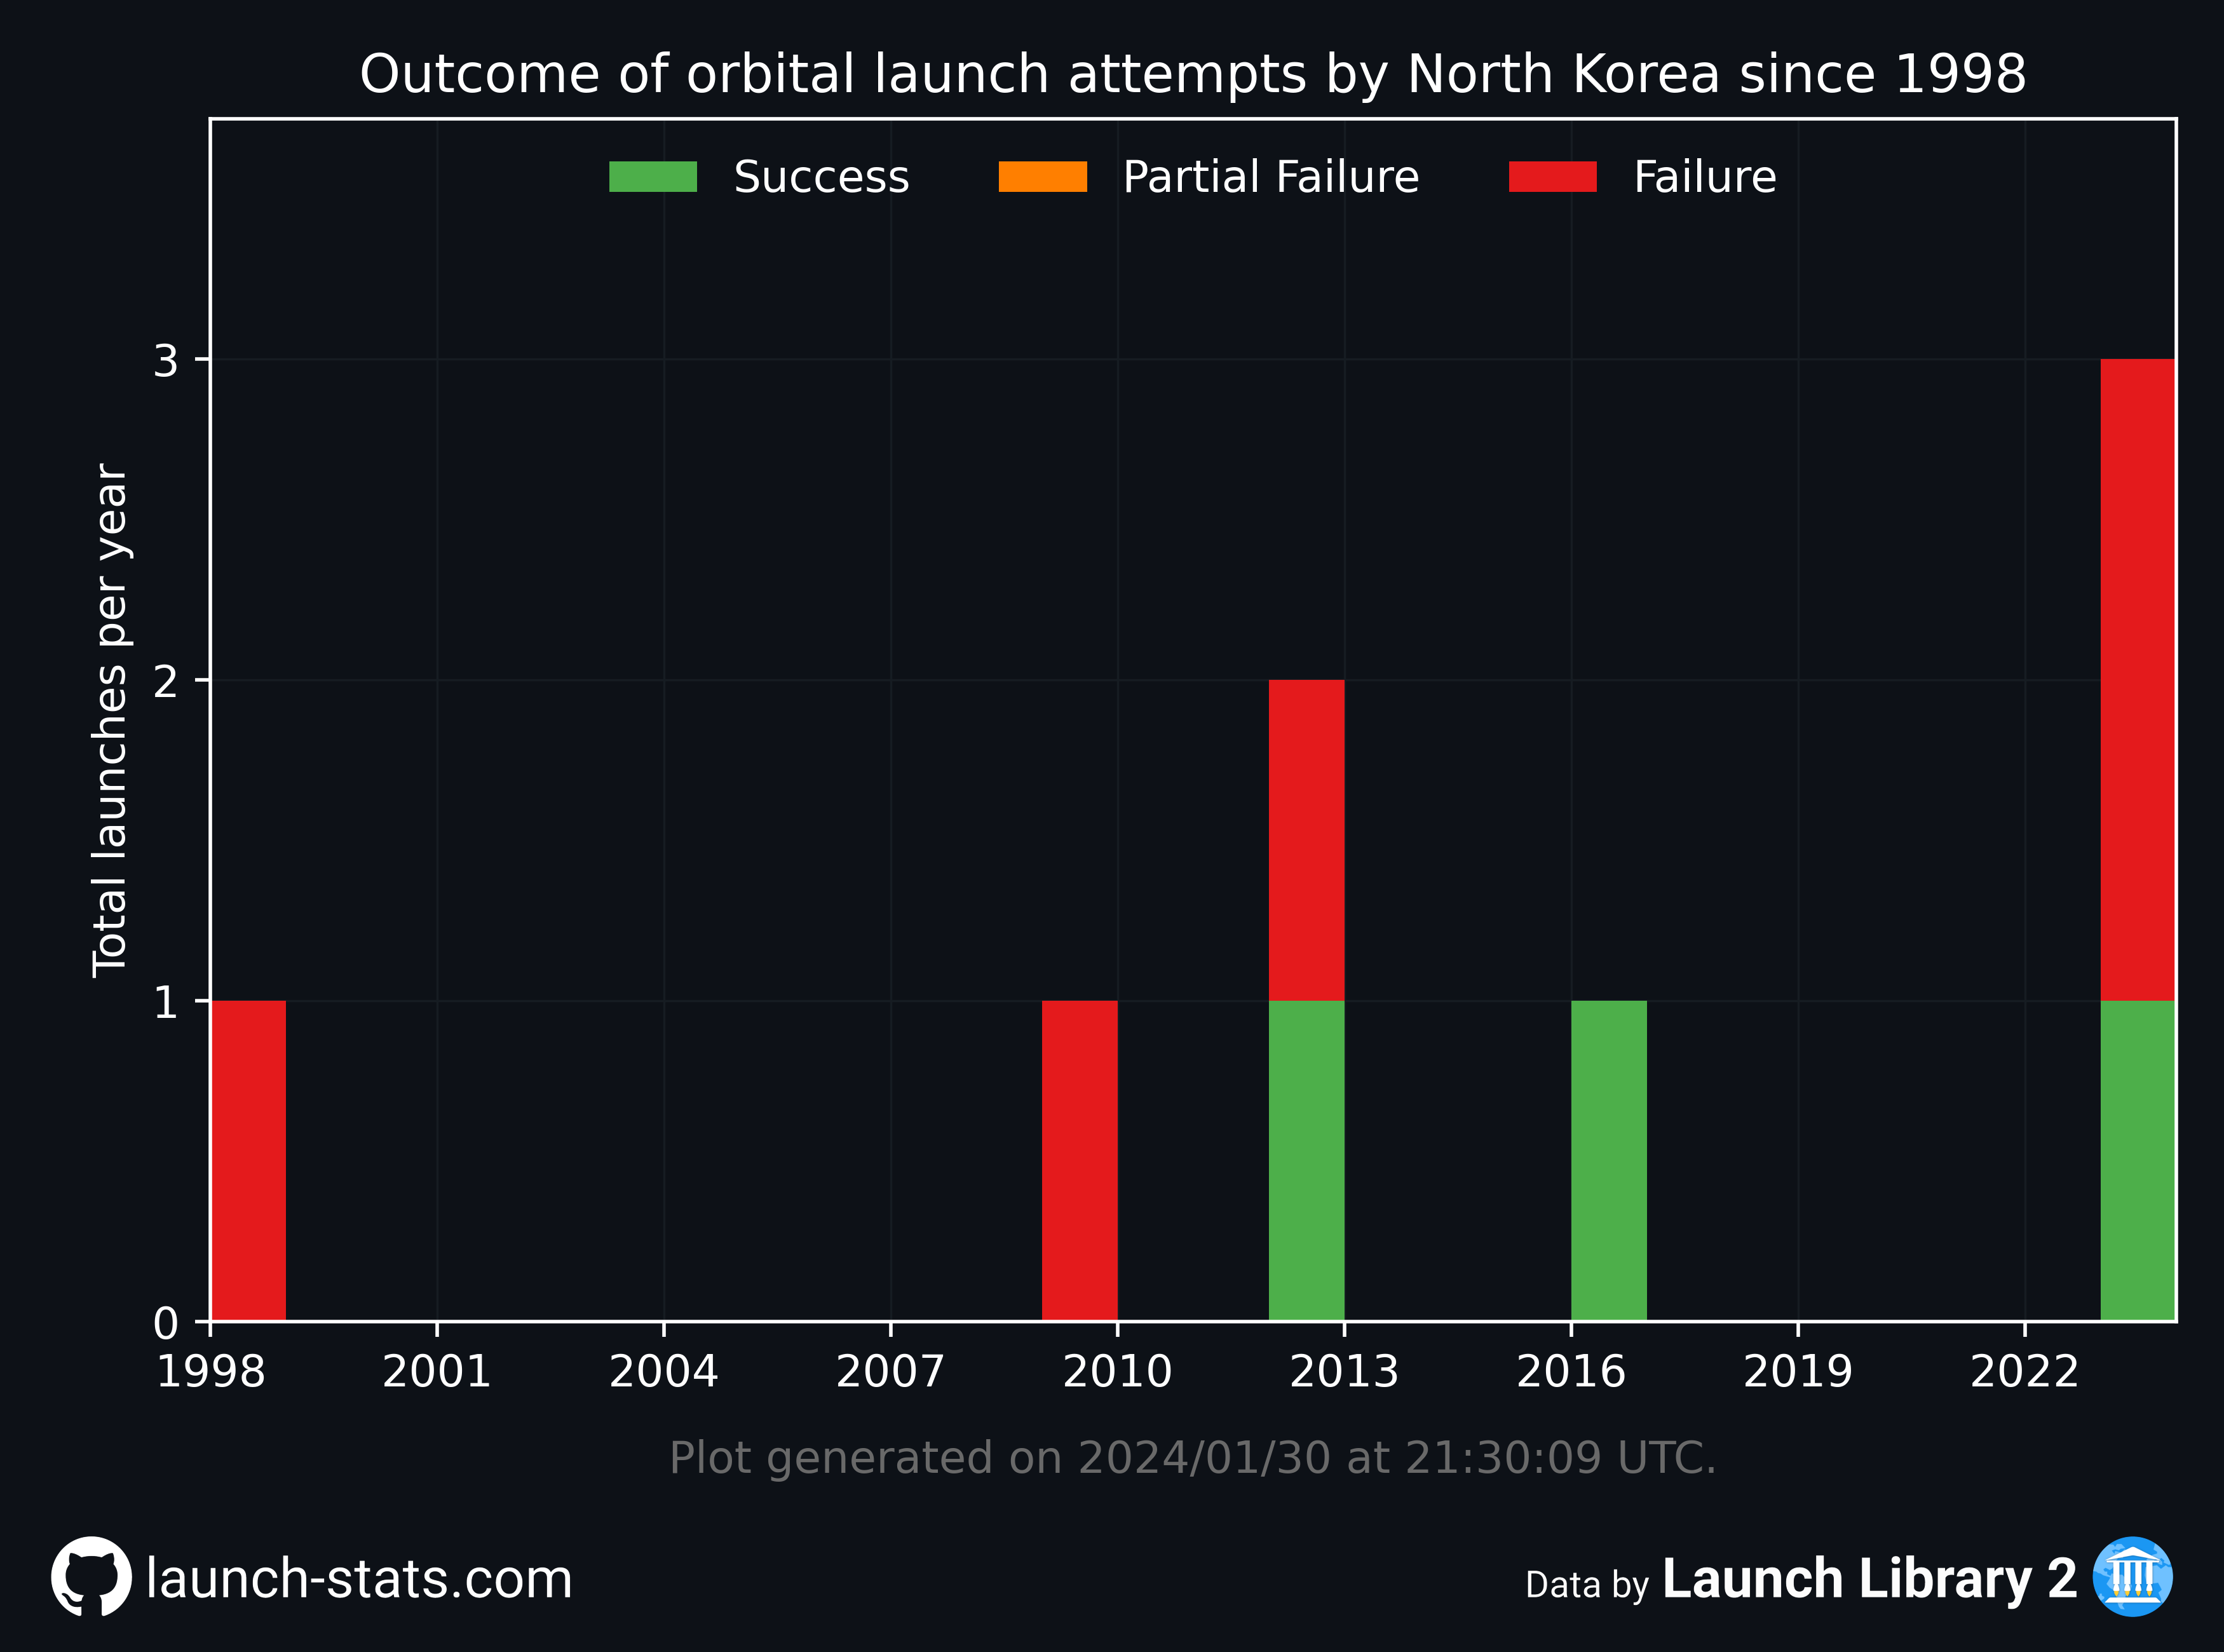 Outcome of orbital launch attempts by North Korea since 1998
Success Partial Failure Failure
Total launches per year
3
2
1
0
1998 2001 2004 2007 2010 2013 2016 2019 2022
Plot generated on 2024/01/30 at 21:30:09 UTC.
launch-stats.com
Data by Launch Library 2